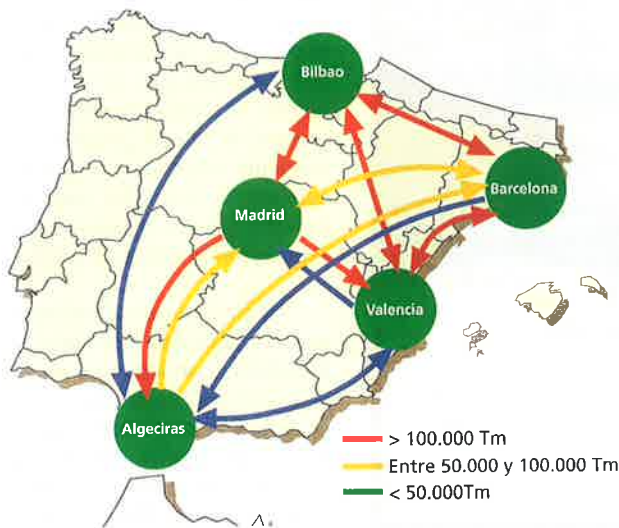 Bilbao
Barcelona
Madrid
Valencia
Algeciras
> 100.000 Tm
Entre 50.000 y 100.000 Tm
< 50.000Tm